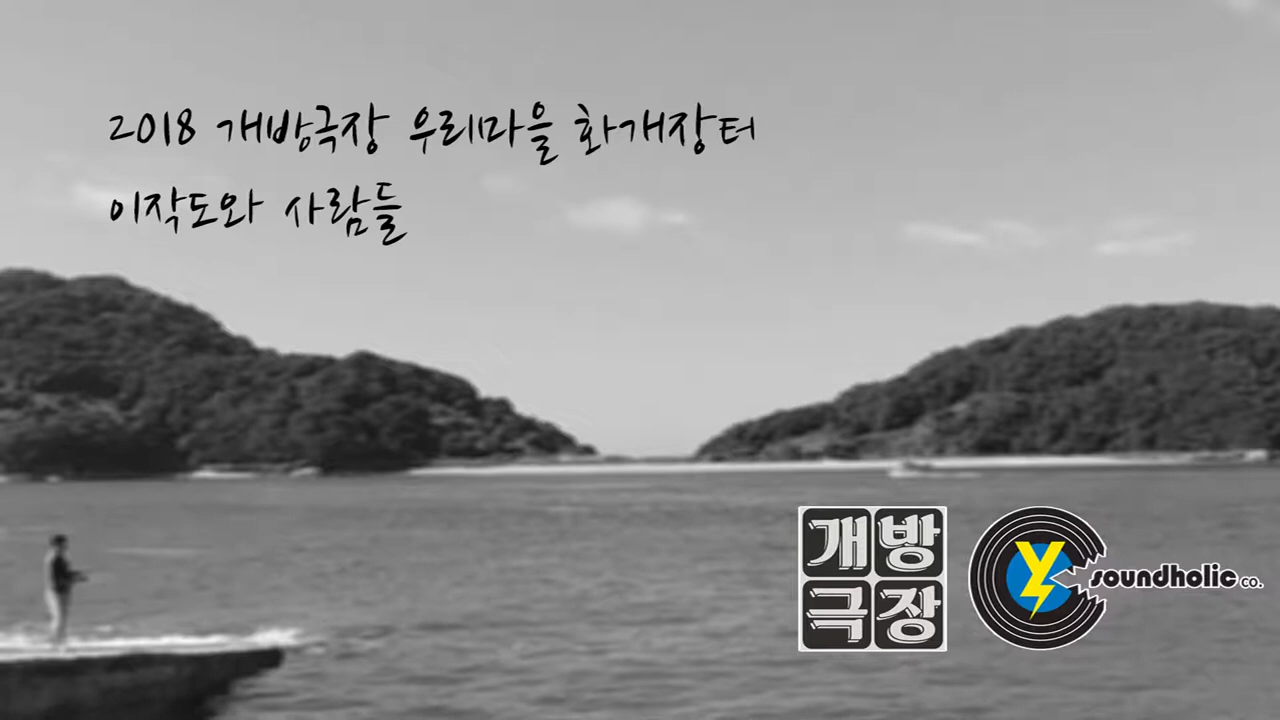 2018 개방극장 우리마을 화개장터
이작도와 사람들
개방
극장
soundholic co.